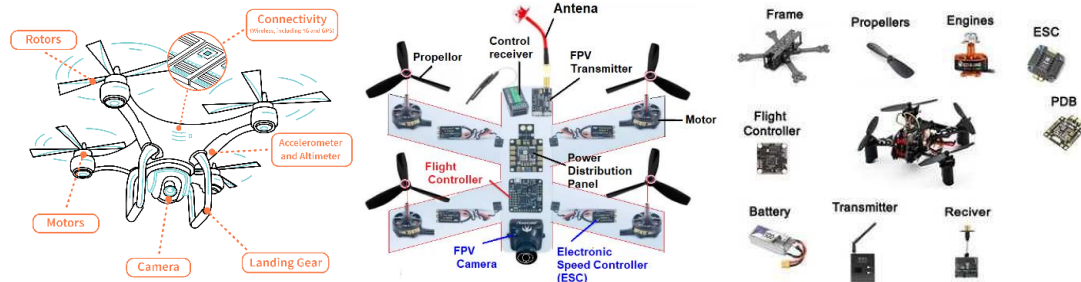 Connectivity
(Wireless, including 4G and GPS)
Rotors
Accelerometer
and Altimeter
Motors
Camera
Landing Gear
Antena
Control
receiver
Propellor
FPV
Transmitter
Motor
Power
Distribution
Panel
Flight
Controller
FPV
Camera
Electronic
Speed Controller
(ESC)
Frame
Propellers
Engines
ESC
Flight
Controller
PDB
Battery
Transmitter
Reciver